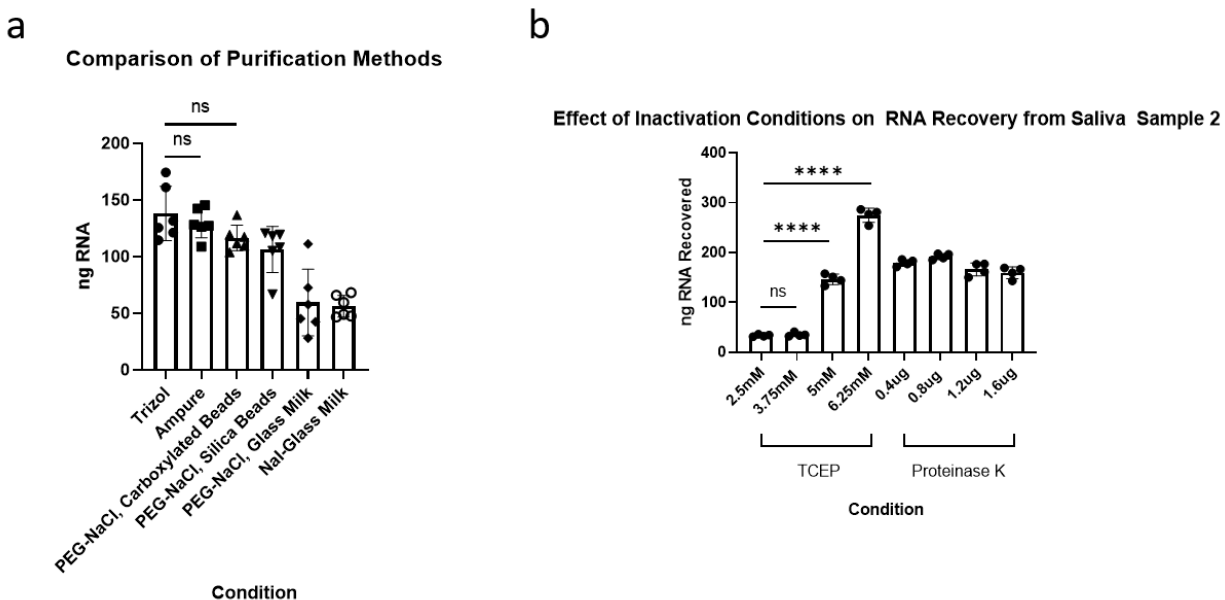 a
Comparison of Purification Methods
ns
ns
200
150
100
50
0
ng RNA
Trizol
Ampure
PEG-NaCl, Carboxylated Beads
PEG-NaCl, Silica Beads
PEG-NaCl, Glass Milk
NaI-Glass Milk
Condition
b
Effect of Inactivation Conditions on RNA Recovery from Saliva Sample 2
****
****
ns
400
300
200
100
0
ng RNA Recovered
2.5mM
3.75mM
5mM
6.25mM
0.4ug
0.8ug
1.2ug
1.6ug
TCEP
Proteinase K
Condition